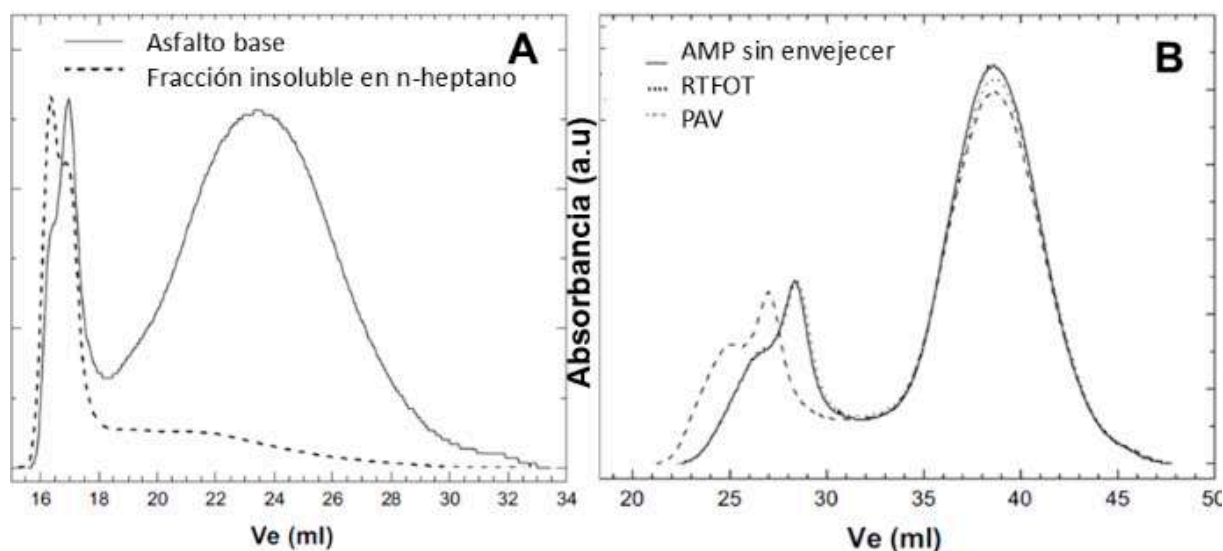 A
Asfalto base
Fracción insoluble en n-heptano
16 18 20 22 24 26 28 30 32 34
Ve (ml)
Absorbancia (a.u)
B
AMP sin envejecer
RTFOT
PAV
20 25 30 35 40 45 50
Ve (ml)